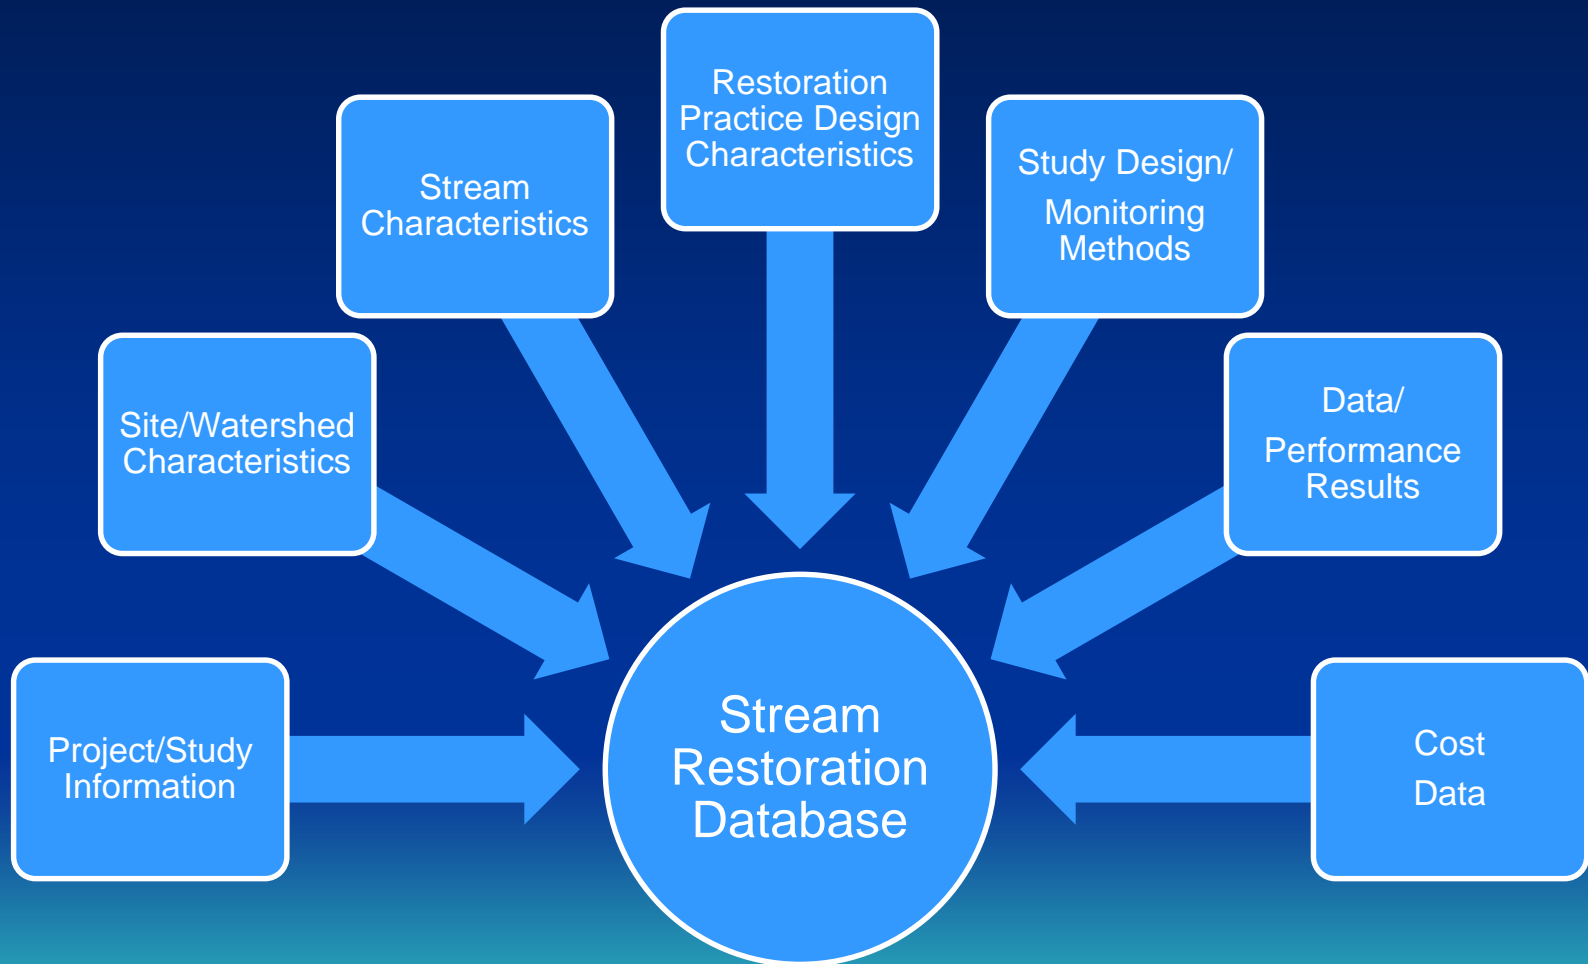 Restoration
Practice Design
Characteristics
Stream
Characteristics
Study Design/
Monitoring
Methods
Site/Watershed
Characteristics
Data/
Performance
Results
Project/Study
Information
Stream
Restoration
Database
Cost
Data